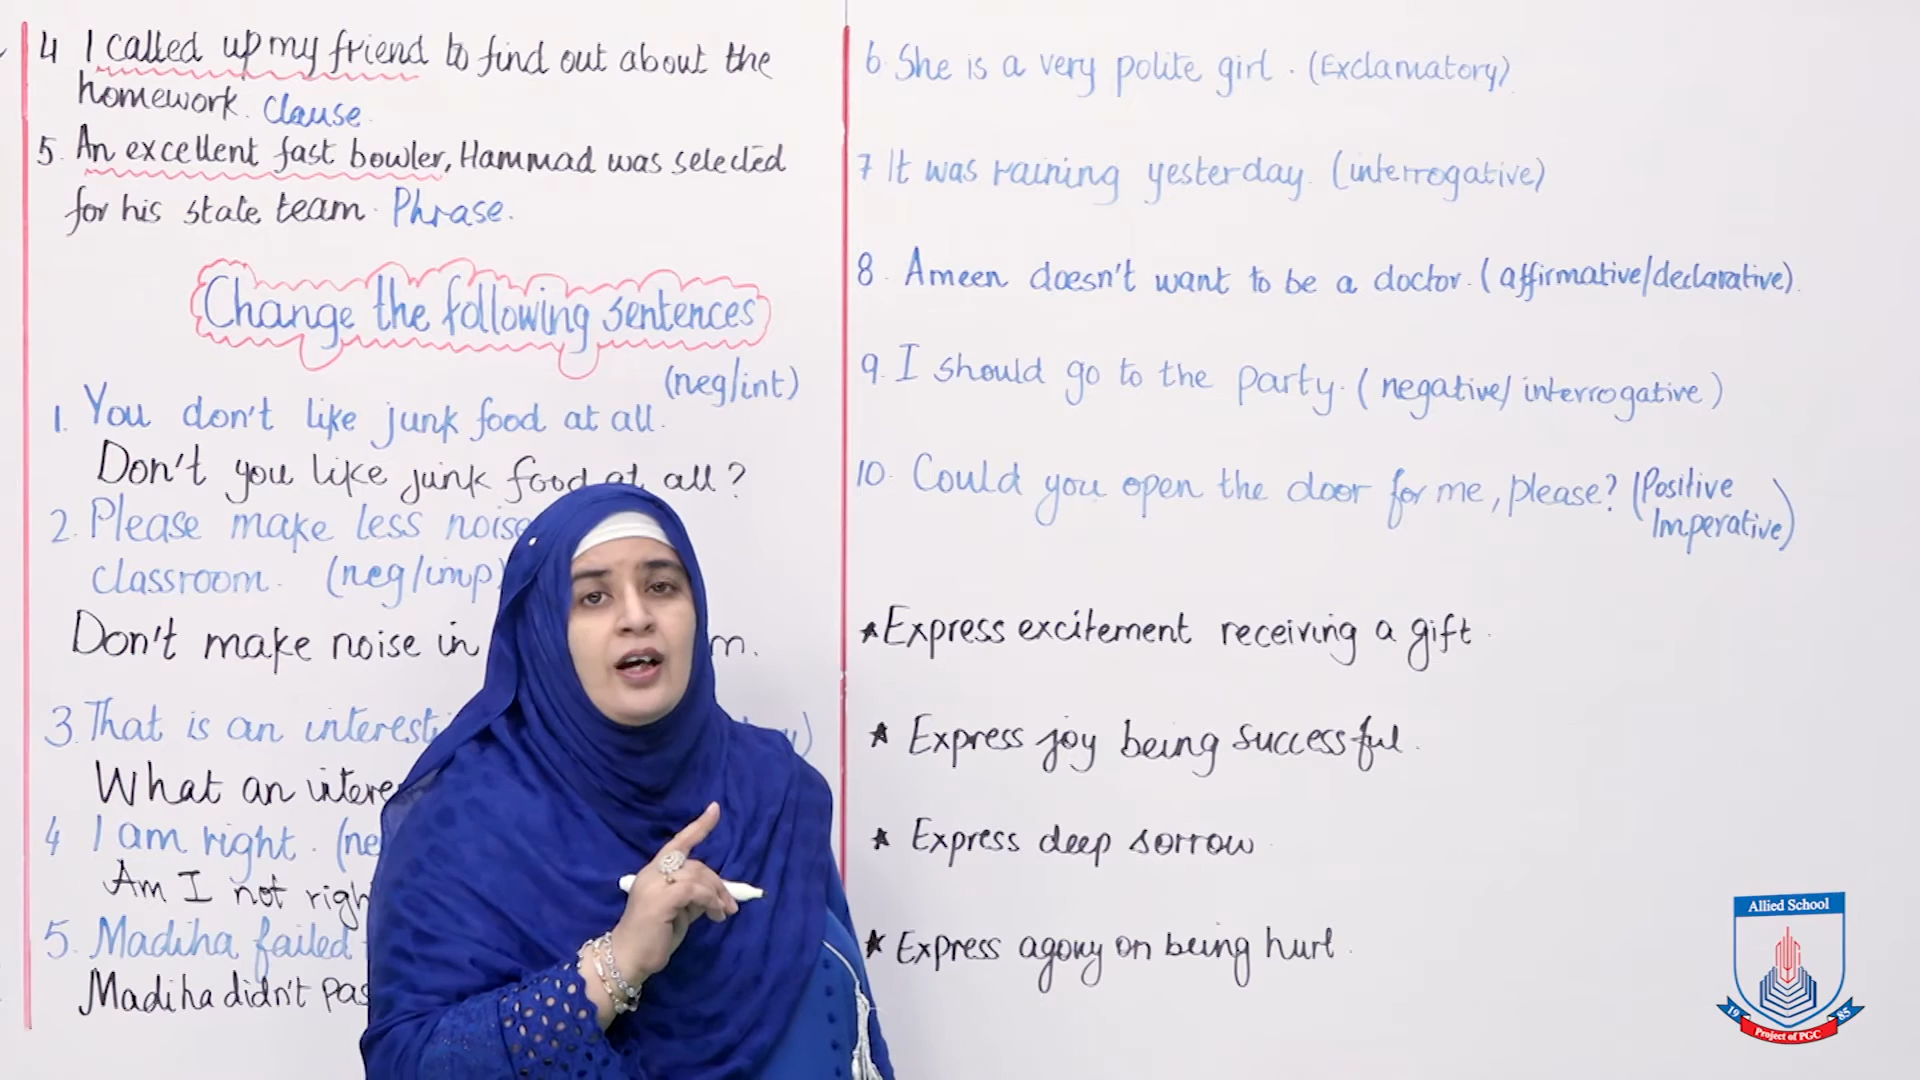 4 I called up my friend to find out about the
homework. Clause.
5. An excellent fast bowler, Hammad was selected
for his state team. Phrase.
Change the following sentences
(neg/int)
1. You don't like junk food at all.
Don't you like junk food at all?
2. Please make less noise
classroom. (neg/imp)
Don't make noise in
3. That is an
What an
4 I am right. (
Am I not
5. Madiha failed
Madiha didn't
6 She is a very polite girl. (Exclamatory)
7 It was raining yesterday. (interrogative)
8. Ameen doesn't want to be a doctor. (affirmative/declarative).
9. I should go to the party. (negative/interrogative)
10. Could you open the door for me, please? (Positive
Imperative)
★ Express excitement receiving a gift.
★ Express joy being successful.
★ Express deep sorrow
★ Express agony on being hurt.
Allied School
19 85
Project of PGC